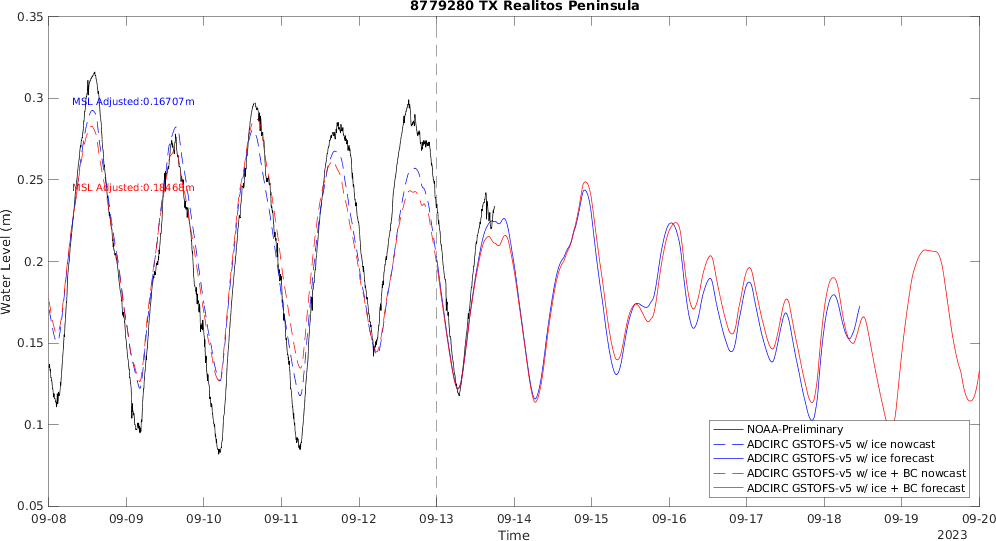 8779280 TX Realitos Peninsula
0.35
0.3
0.25
0.2
0.15
0.1
0.05
Water Level (m)
MSL Adjusted:0.16707m
MSL Adjusted:0.18468m
NOAA-Preliminary
ADCIRC GSTOFS-v5 w/ ice nowcast
ADCIRC GSTOFS-v5 w/ ice forecast
ADCIRC GSTOFS-v5 w/ ice + BC nowcast
ADCIRC GSTOFS-v5 w/ ice + BC forecast
09-08 09-09 09-10 09-11 09-12 09-13 09-14 09-15 09-16 09-17 09-18 09-19 09-20
Time
2023